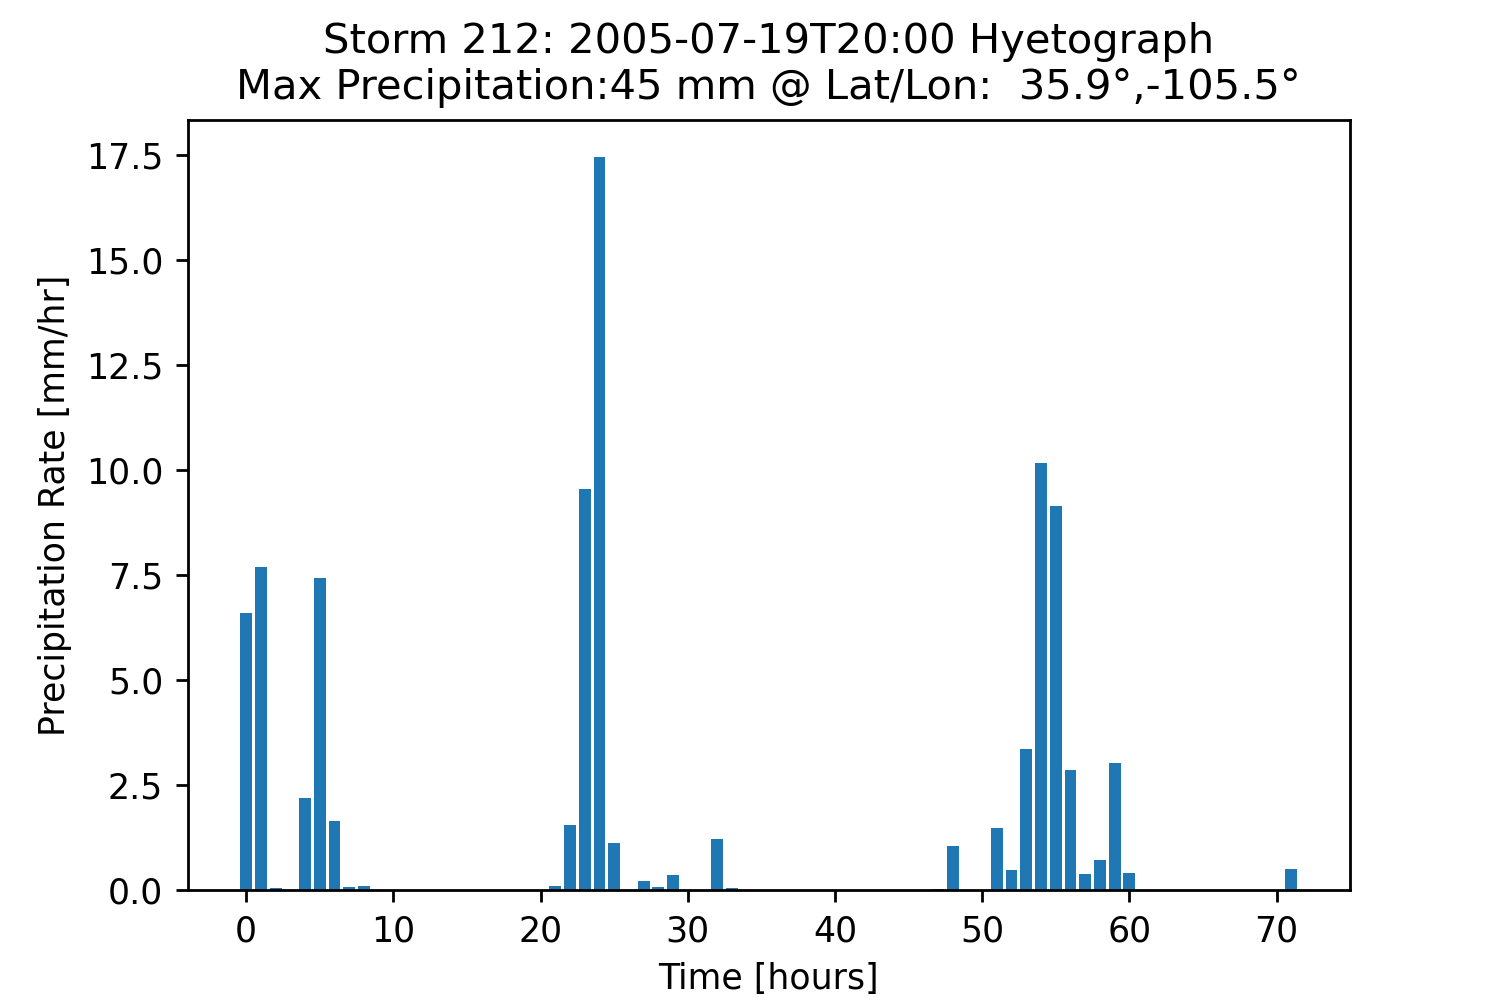 Storm 212: 2005-07-19T20:00 Hyetograph
Max Precipitation:45 mm @ Lat/Lon:  35.9°,-105.5°
Precipitation Rate [mm/hr]
17.5
15.0
12.5
10.0
7.5
5.0
2.5
0.0
0 10 20 30 40 50 60 70
Time [hours]